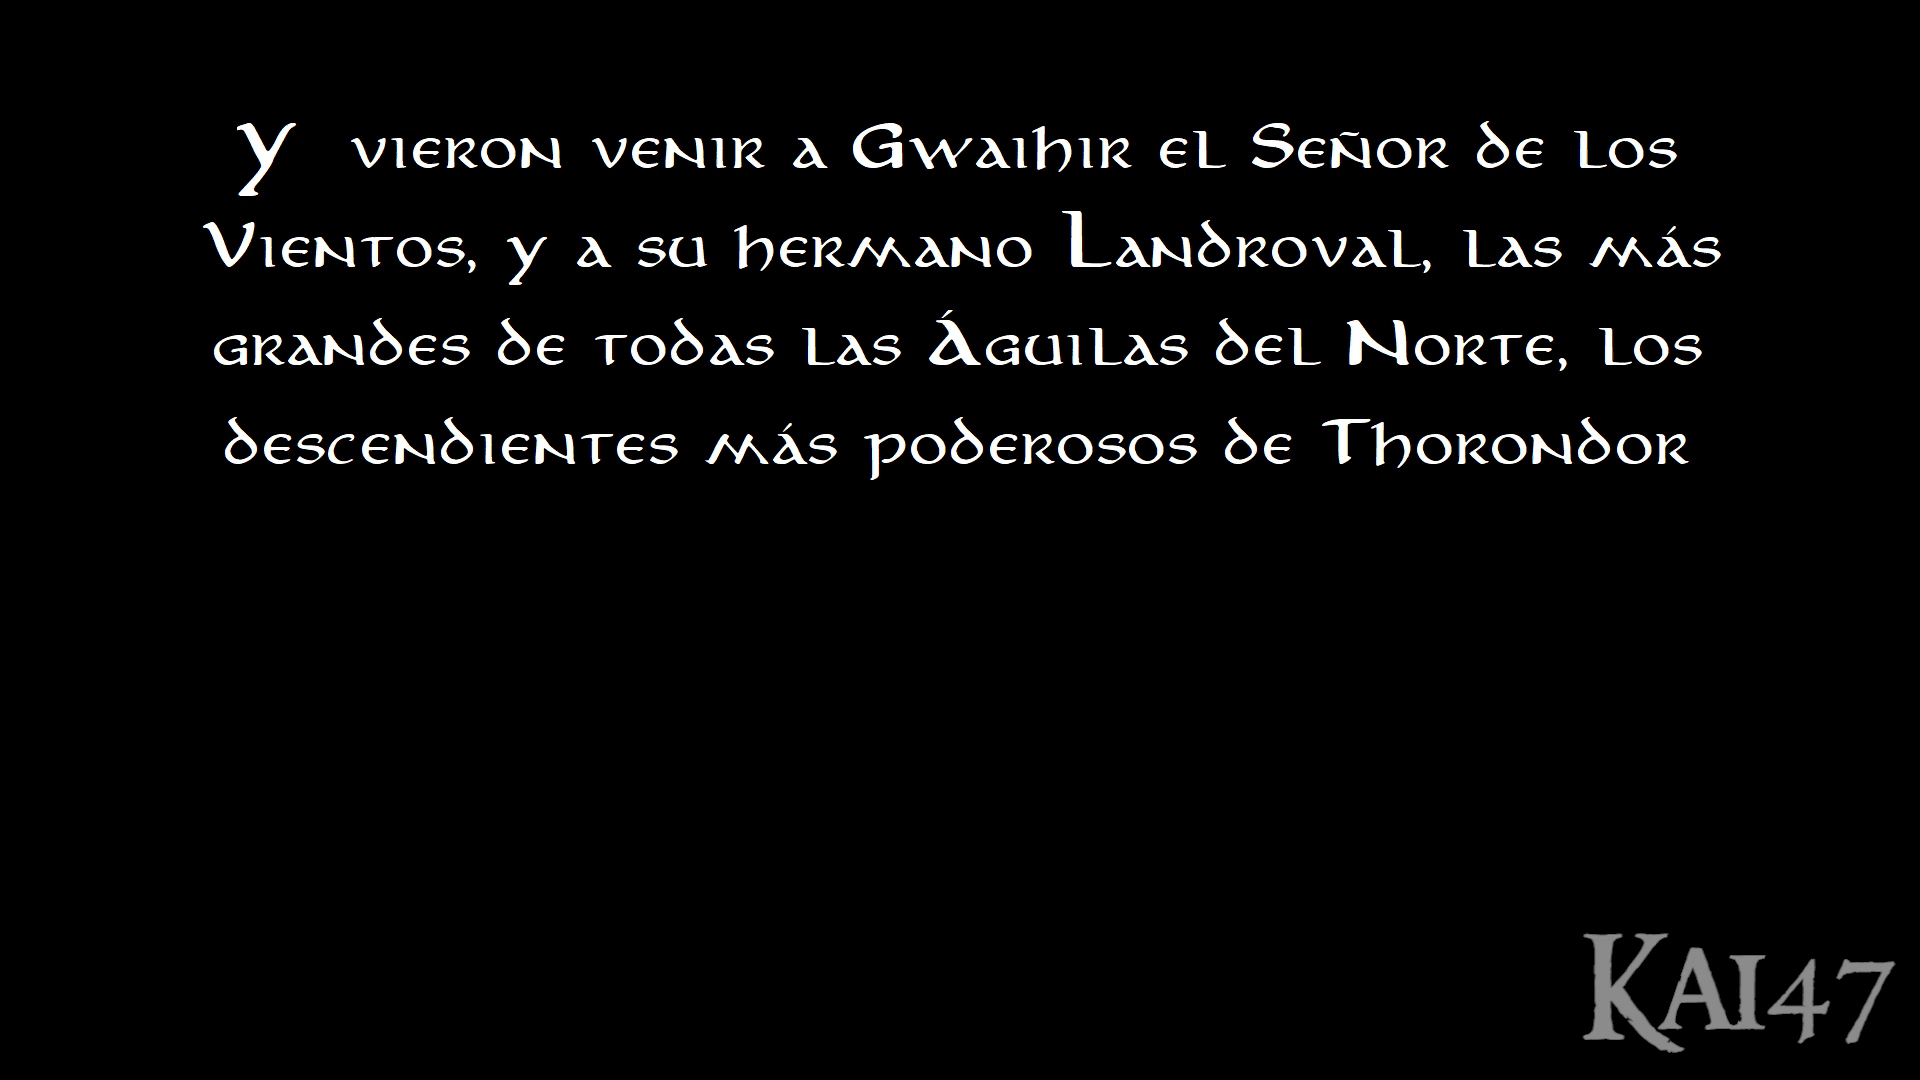 Y vieron venir a Gwaihir el Señor de los
Vientos, y a su hermano Landroval, las más
grandes de todas las Águilas del Norte, los
descendientes más poderosos de Thorondor
KAI47